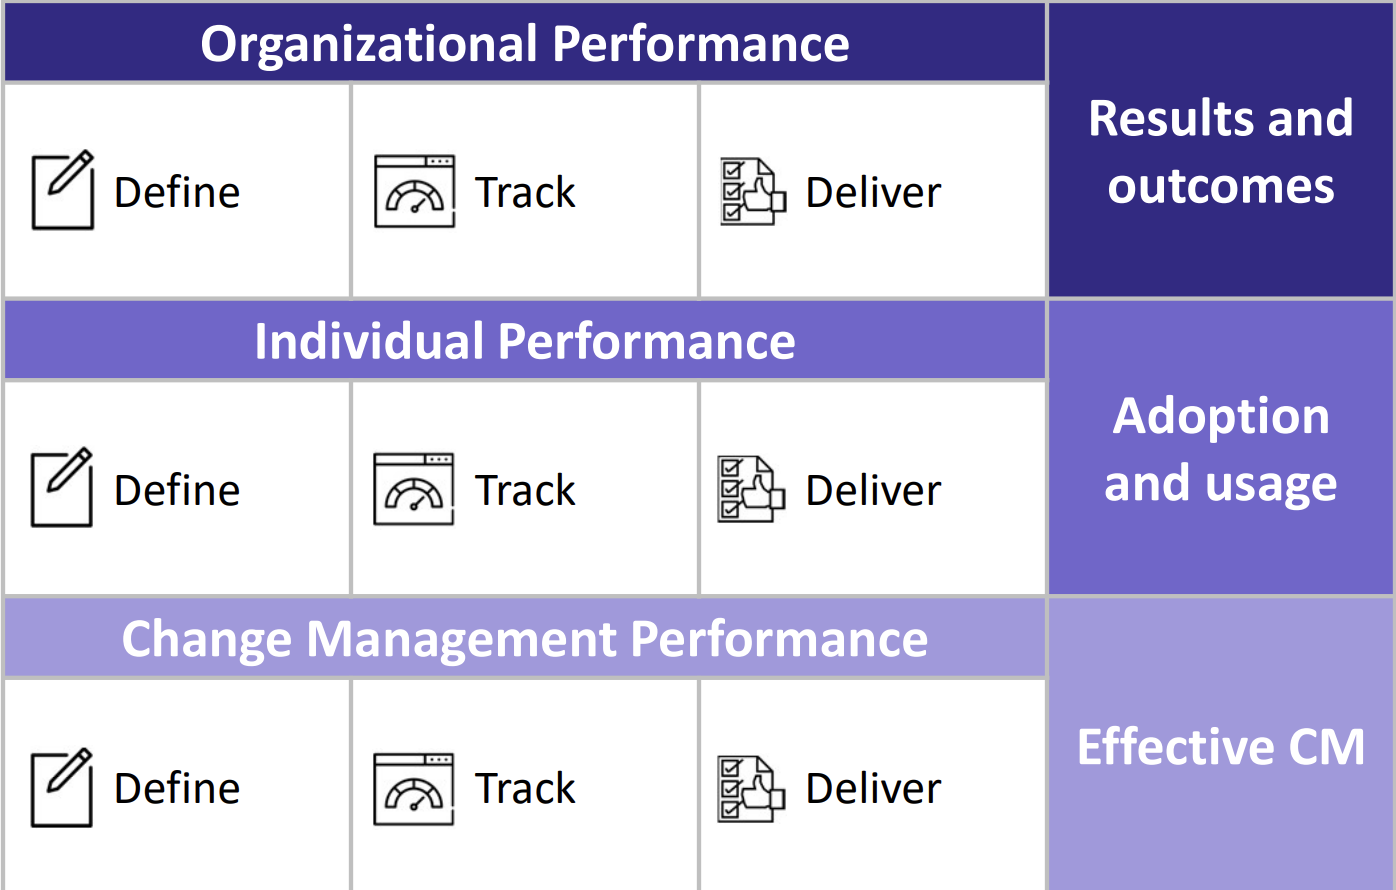 Organizational Performance
Define
Track
Deliver
Results and
outcomes
Individual Performance
Define
Track
Deliver
Adoption
and usage
Change Management Performance
Define
Track
Deliver
Effective CM